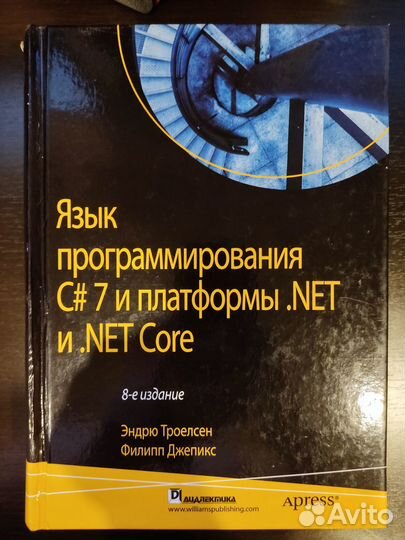 Язык
программирования
C# 7 и платформы .NET
и .NET Core
8-е издание
Эндрю Троелсен
Филипп Джепикс
ДИАЛЕКТИКА
www.williamspublishing.com
Apress®
Avito